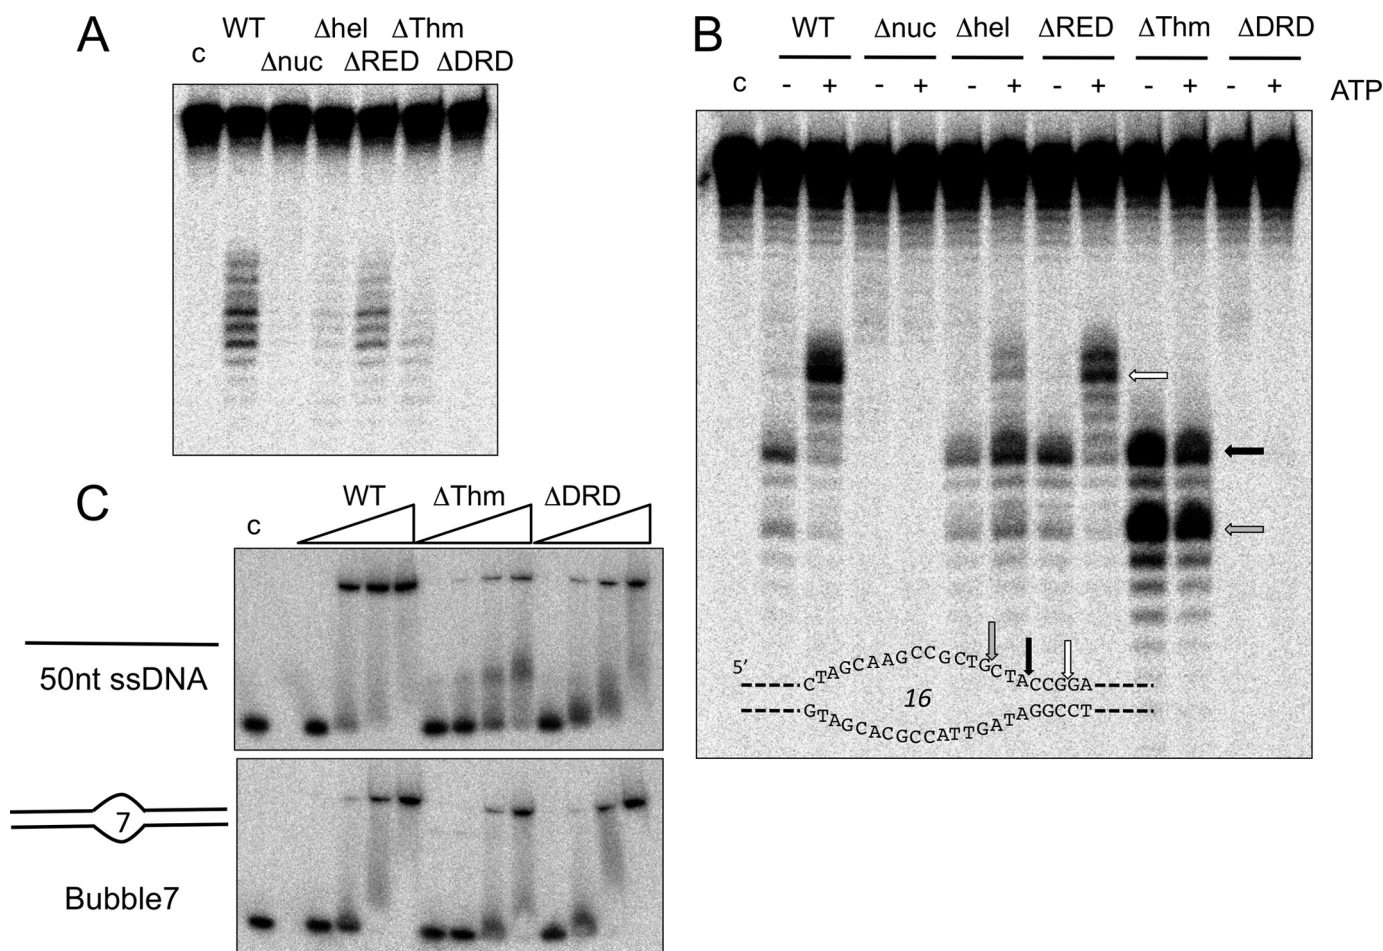 A
c
WT
Δhel
ΔThm
Δnuc
ΔRED
ΔDRD
B
WT
Δnuc
Δhel
ΔRED
ΔThm
ΔDRD
c
- + - + - + - + - + - +
ATP
5'
CTAGCAAGCCGCTGCTACCGGA
16
GTAGCACGCCATTGATAGGCCT
C
c
WT
ΔThm
ΔDRD
50nt ssDNA
7
Bubble7